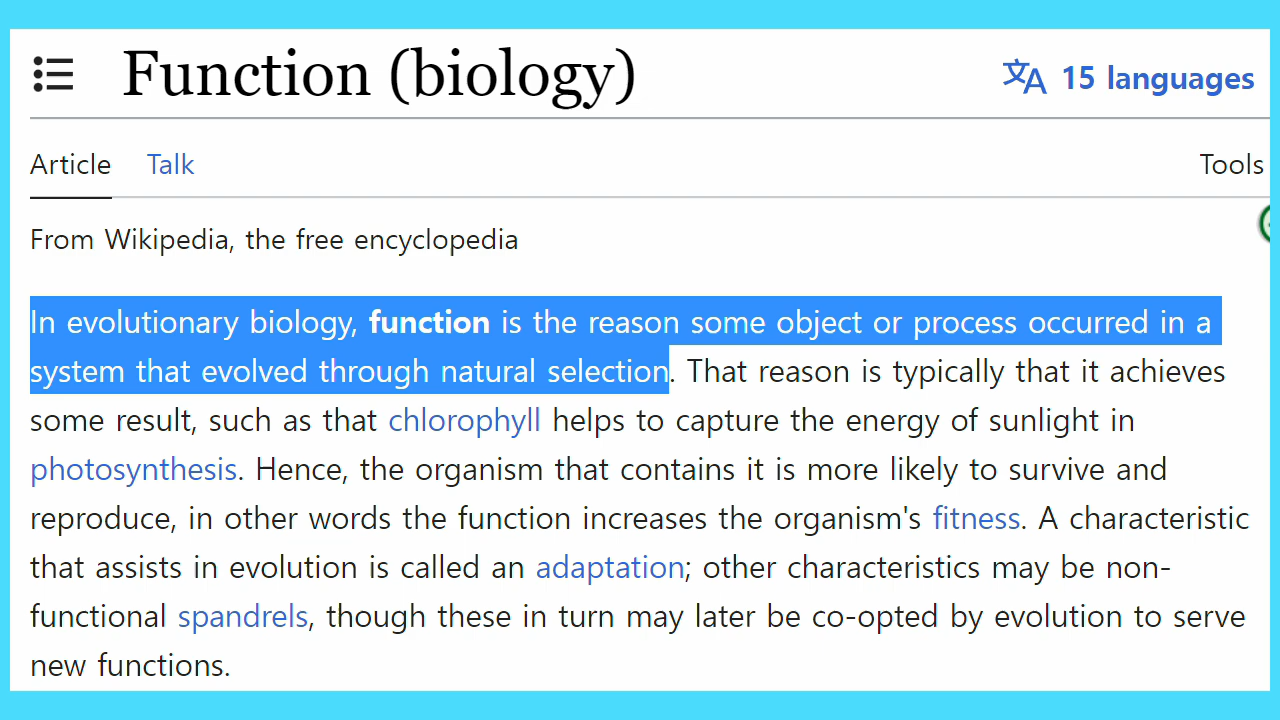 Function (biology)
文A 15 languages
Article Talk Tools
From Wikipedia, the free encyclopedia
In evolutionary biology, function is the reason some object or process occurred in a
system that evolved through natural selection. That reason is typically that it achieves
some result, such as that chlorophyll helps to capture the energy of sunlight in
photosynthesis. Hence, the organism that contains it is more likely to survive and
reproduce, in other words the function increases the organism's fitness. A characteristic
that assists in evolution is called an adaptation; other characteristics may be non-
functional spandrels, though these in turn may later be co-opted by evolution to serve
new functions.